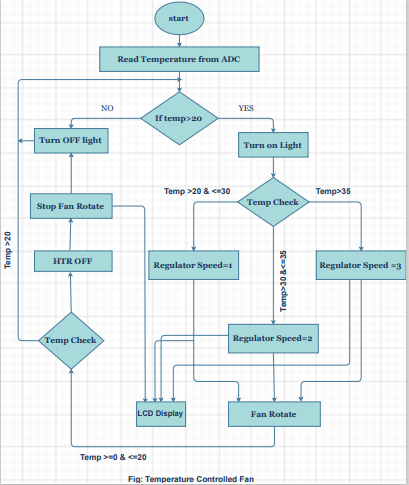 start
Read Temperature from ADC
If temp>20
NO
YES
Turn OFF light
Turn on Light
Temp >20 & <=30
Temp Check
Temp>35
Stop Fan Rotate
Temp >20
HTR OFF
Regulator Speed=1
Temp>30 &<=35
Regulator Speed =3
Temp Check
Regulator Speed=2
LCD Display
Fan Rotate
Temp >=0 & <=20
Fig: Temperature Controlled Fan